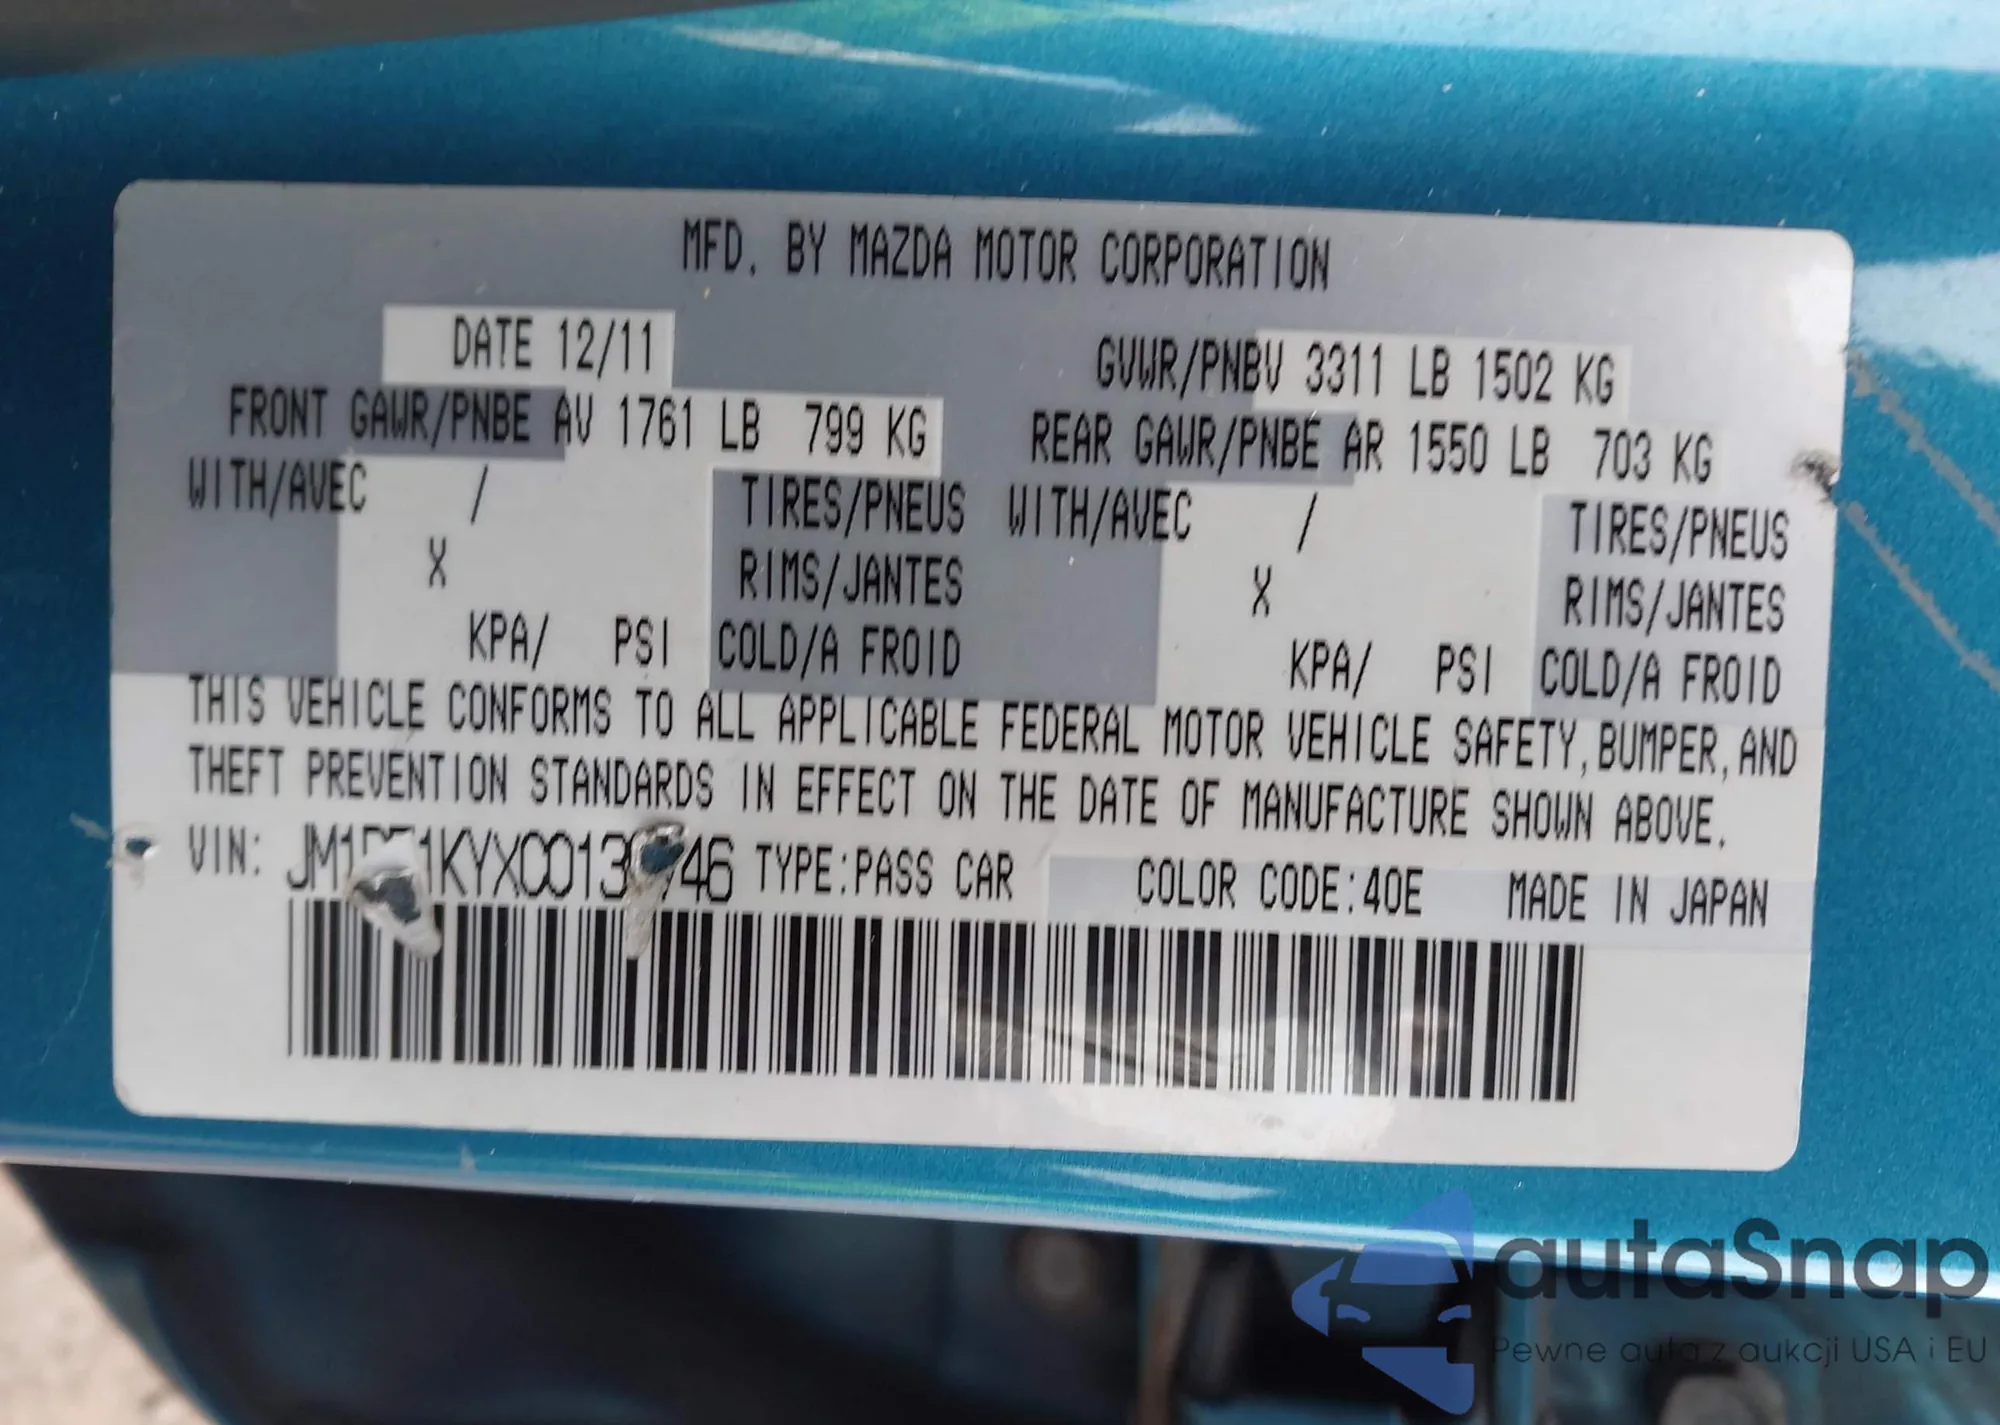 MFD. BY MAZDA MOTOR CORPORATION
DATE 12/11 GVWR/PNBV 3311 LB 1502 KG
FRONT GAWR/PNBE AV 1761 LB 799 KG REAR GAWR/PNBE AR 1550 LB 703 KG
WITH/AVEC / TIRES/PNEUS WITH/AVEC / TIRES/PNEUS
X RIMS/JANTES X RIMS/JANTES
KPA/ PSI COLD/A FROID KPA/ PSI COLD/A FROID
THIS VEHICLE CONFORMS TO ALL APPLICABLE FEDERAL MOTOR VEHICLE SAFETY, BUMPER, AND
THEFT PREVENTION STANDARDS IN EFFECT ON THE DATE OF MANUFACTURE SHOWN ABOVE.
VIN: TYPE:PASS CAR COLOR CODE:40E MADE IN JAPAN
autaSnap
Pewne auta z aukcji USA i EU